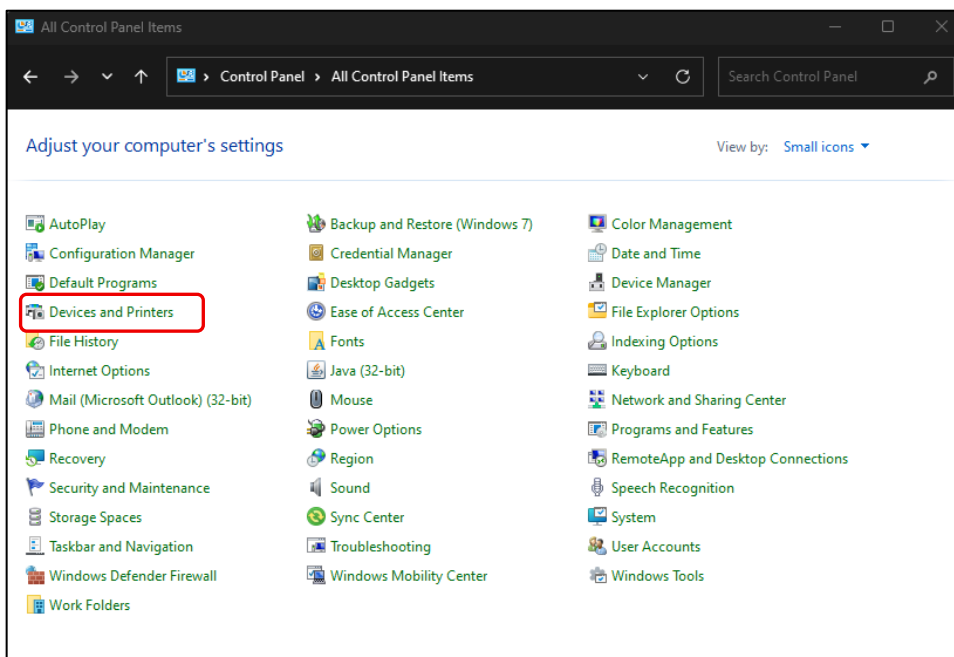 All Control Panel Items
Control Panel > All Control Panel Items
Search Control Panel
Adjust your computer's settings
View by: Small icons
AutoPlay
Configuration Manager
Default Programs
Devices and Printers
File History
Internet Options
Mail (Microsoft Outlook) (32-bit)
Phone and Modem
Recovery
Security and Maintenance
Storage Spaces
Taskbar and Navigation
Windows Defender Firewall
Work Folders
Backup and Restore (Windows 7)
Credential Manager
Desktop Gadgets
Ease of Access Center
Fonts
Java (32-bit)
Mouse
Power Options
Region
Sound
Sync Center
Troubleshooting
Windows Mobility Center
Color Management
Date and Time
Device Manager
File Explorer Options
Indexing Options
Keyboard
Network and Sharing Center
Programs and Features
RemoteApp and Desktop Connections
Speech Recognition
System
User Accounts
Windows Tools